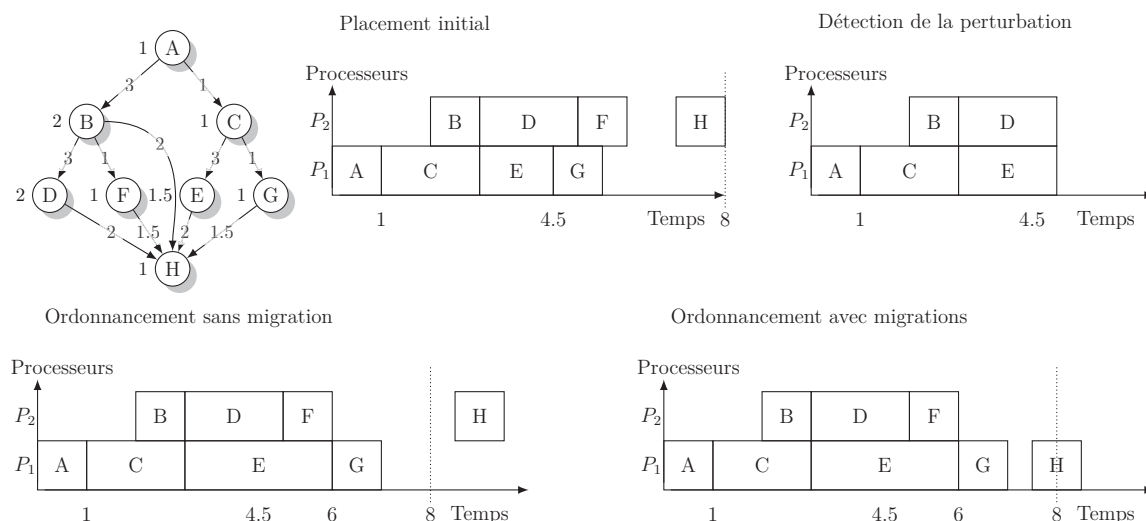 Placement initial
Détection de la perturbation
1 A
3 1
2 B
1 C
2
3 1 3 1
2 D
1 F
1.5 E
1 G
2 1.5 2 1.5
1 H
Processeurs
P2 B D F H
P1 A C E G
1 4.5 Temps 8
Processeurs
P2 B D
P1 A C E
1 4.5 Temps
Ordonnancement sans migration
Ordonnancement avec migrations
Processeurs
P2 B D F H
P1 A C E G
1 4.5 6 8 Temps
Processeurs
P2 B D F
P1 A C E G H
1 4.5 6 8 Temps